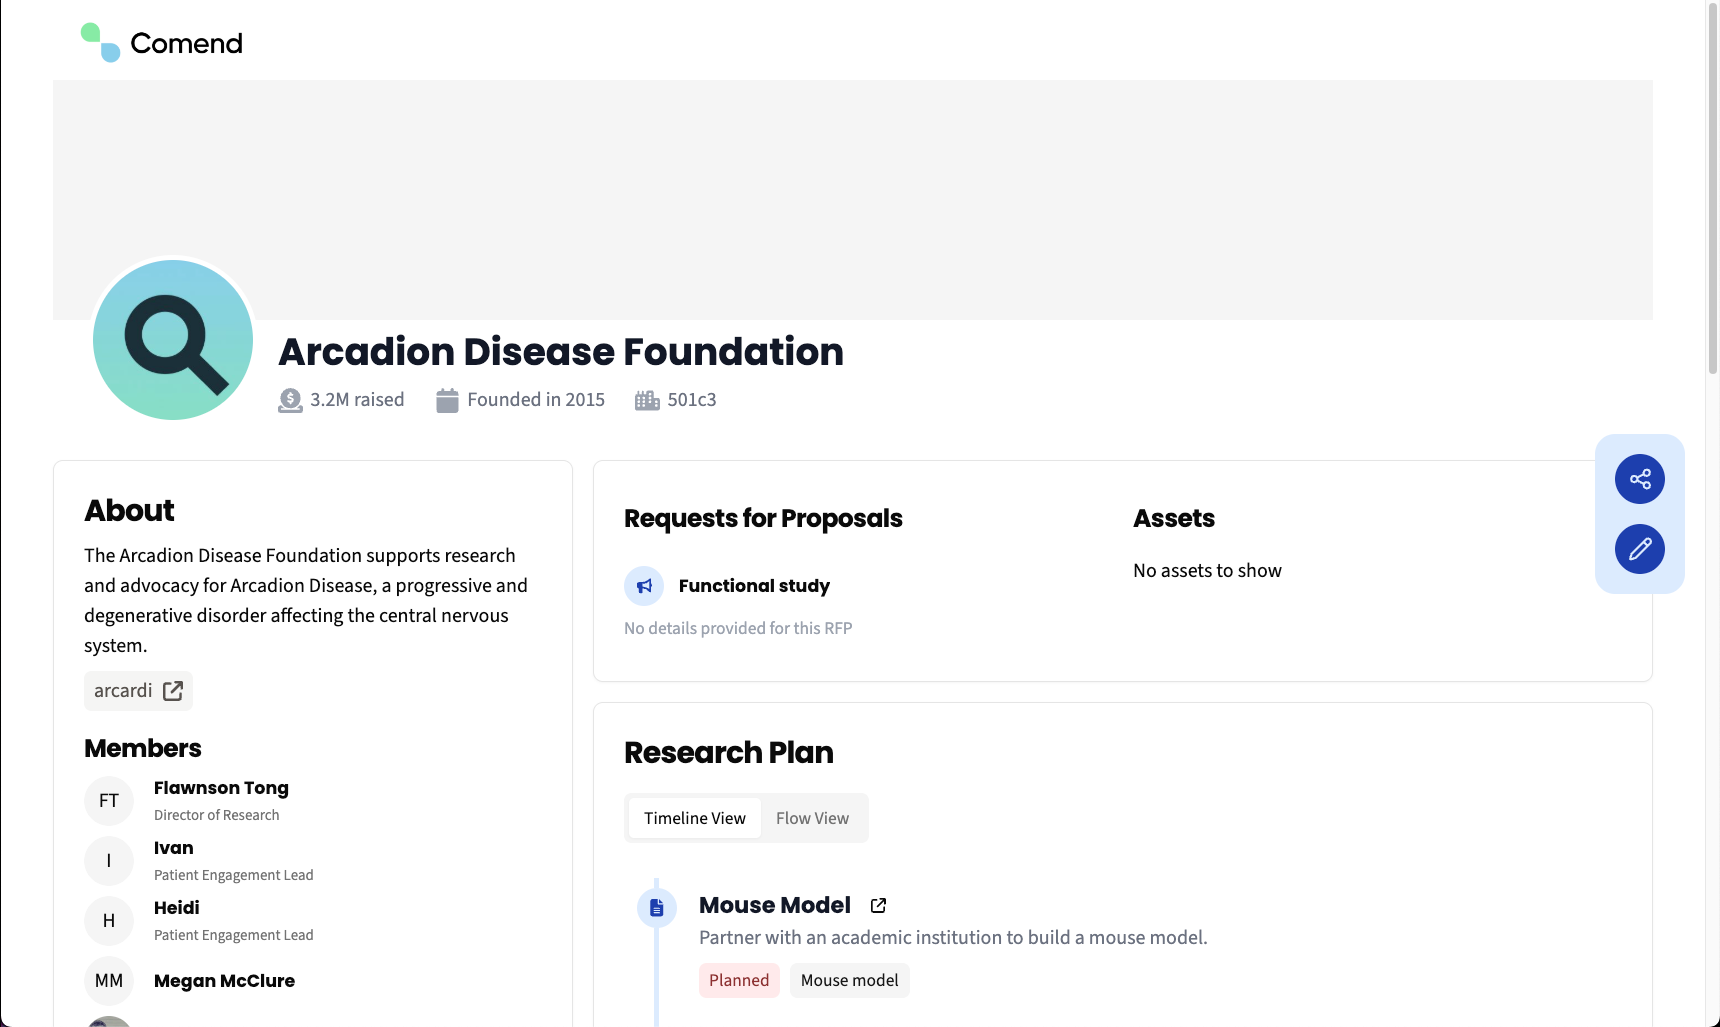 Comend
Arcadion Disease Foundation
3.2M raised
Founded in 2015
501c3
About
The Arcadion Disease Foundation supports research
and advocacy for Arcadion Disease, a progressive and
degenerative disorder affecting the central nervous
system.
arcardi
Members
FT
Flawnson Tong
Director of Research
I
Ivan
Patient Engagement Lead
H
Heidi
Patient Engagement Lead
MM
Megan McClure
Requests for Proposals
Functional study
No details provided for this RFP
Assets
No assets to show
Research Plan
Timeline View
Flow View
Mouse Model
Partner with an academic institution to build a mouse model.
Planned
Mouse model